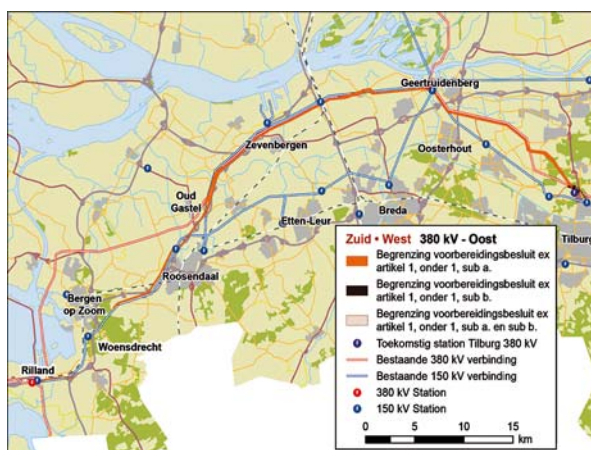 Geertruidenberg
Zevenbergen
Oosterhout
Oud
Gastel
Etten-Leur
Breda
Tilburg
Roosendaal
Bergen
op Zoom
Woensdrecht
Rilland
Zuid • West 380 kV - Oost
Begrenzing voorbereidingsbesluit ex
artikel 1, onder 1, sub a.
Begrenzing voorbereidingsbesluit ex
artikel 1, onder 1, sub b.
Begrenzing voorbereidingsbesluit ex
artikel 1, onder 1, sub a. en sub b.
Toekomstig station Tilburg 380 kV
Bestaande 380 kV verbinding
Bestaande 150 kV verbinding
380 kV Station
150 kV Station
0 5 10 15
km